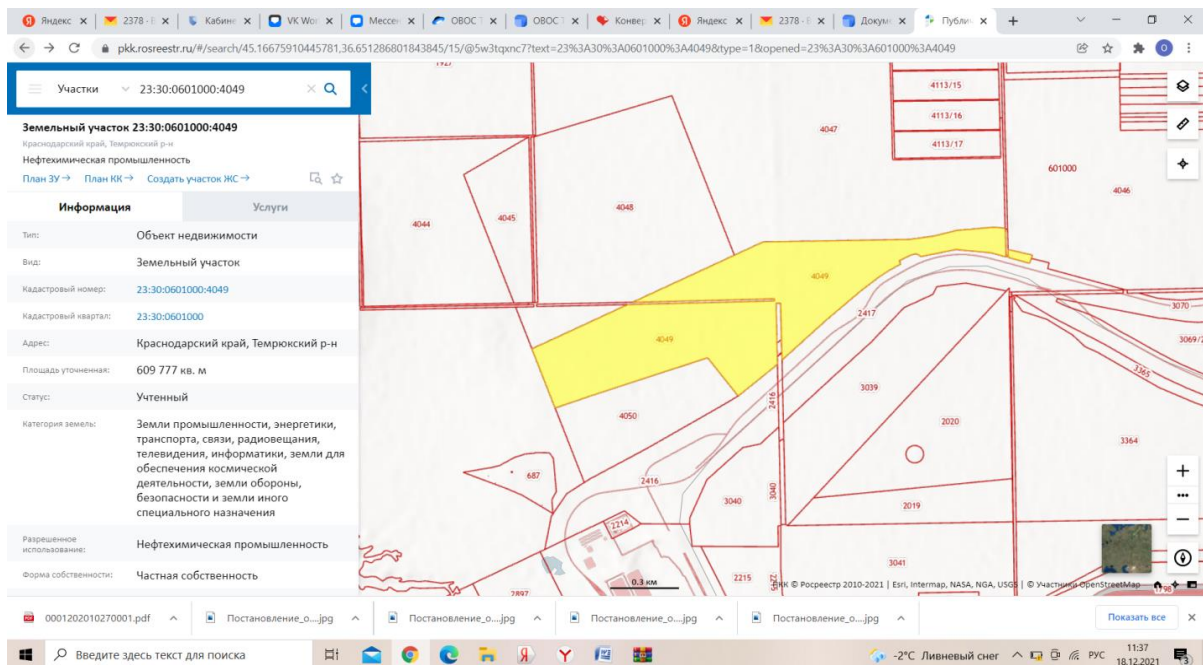 Яндекс
2378 - Е
Кабине
VK Wor
Мессен
ОВОС Т
ОВОС Т
Конвер
Яндекс
2378 - Е
Докум
Публич
pkk.rosreestr.ru/#/search/45.16675910445781,36.651286801843845/15/@5w3tqxnc7?text=23%3A30%3A0601000%3A4049&type=1&opened=23%3A30%3A601000%3A4049
Участки
23:30:0601000:4049
Земельный участок 23:30:0601000:4049
Краснодарский край, Темрюкский р-н
Нефтехимическая промышленность
План ЗУ → План КК → Создать участок ЖС →
Информация
Услуги
Тип: Объект недвижимости
Вид: Земельный участок
Кадастровый номер: 23:30:0601000:4049
Кадастровый квартал: 23:30:0601000
Адрес: Краснодарский край, Темрюкский р-н
Площадь уточненная: 609 777 кв. м
Статус: Учтенный
Категория земель: Земли промышленности, энергетики,
транспорта, связи, радиовещания,
телевидения, информатики, земли для
обеспечения космической
деятельности, земли обороны,
безопасности и земли иного
специального назначения
Разрешенное
использование: Нефтехимическая промышленность
Форма собственности: Частная собственность
1927
4113/15
4113/16
4113/17
4047
601000
4046
4044
4045
4048
4049
4049
2417
3070
3069/2
3365
4050
2416
3039
2020
3364
687
2416
3040
3040
2019
2214
3041
2215
2215
2897
1798
0.3 км
ПКК © Росреестр 2010-2021 | Esri, Intermap, NASA, NGA, USGS | © Участники OpenStreetMap
0001202010270001.pdf
Постановление_о....jpg
Постановление_о....jpg
Постановление_о....jpg
Постановление_о....jpg
Показать все
Введите здесь текст для поиска
-2°C Ливневый снег
РУС
11:37
18.12.2021